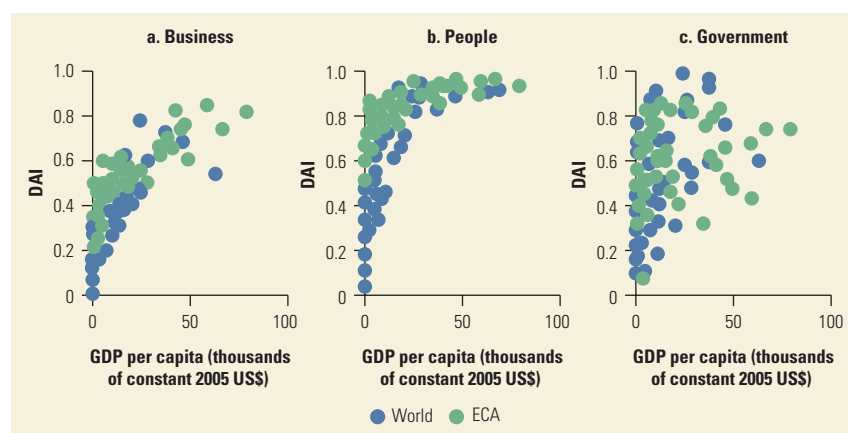 a. Business
b. People
c. Government
1.0
0.8
0.6
0.4
0.2
0
DAI
0
50
100
GDP per capita (thousands
of constant 2005 US$)
1.0
0.8
0.6
0.4
0.2
0
DAI
0
50
100
GDP per capita (thousands
of constant 2005 US$)
1.0
0.8
0.6
0.4
0.2
0
DAI
0
50
100
GDP per capita (thousands
of constant 2005 US$)
World
ECA